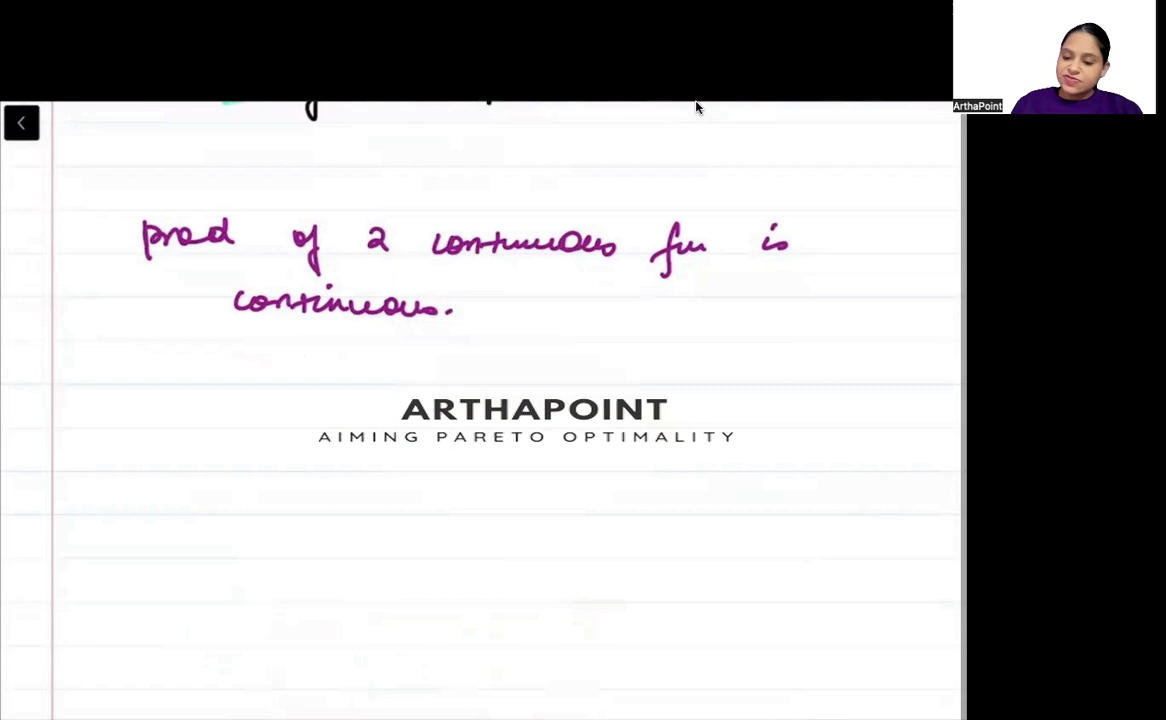 ArthaPoint
prod of 2 continuous fun is
continuous.
ARTHAPOINT
AIMING PARETO OPTIMALITY